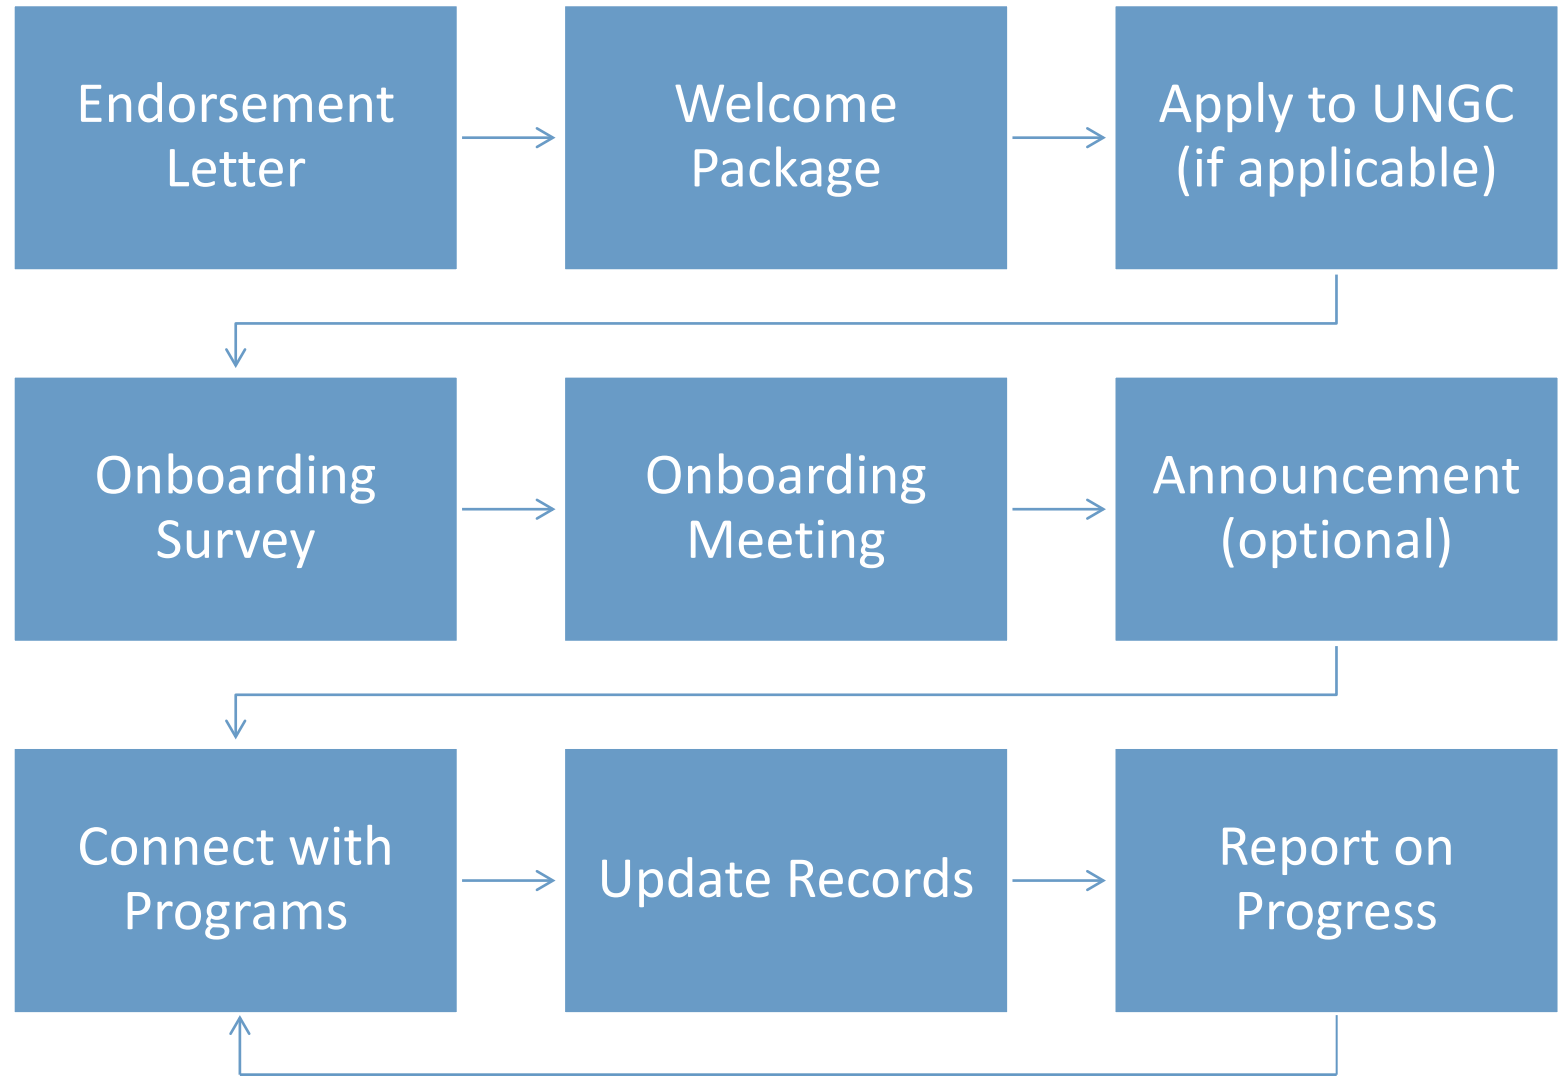 Endorsement
Letter
Welcome
Package
Apply to UNGC
(if applicable)
Onboarding
Survey
Onboarding
Meeting
Announcement
(optional)
Connect with
Programs
Update Records
Report on
Progress